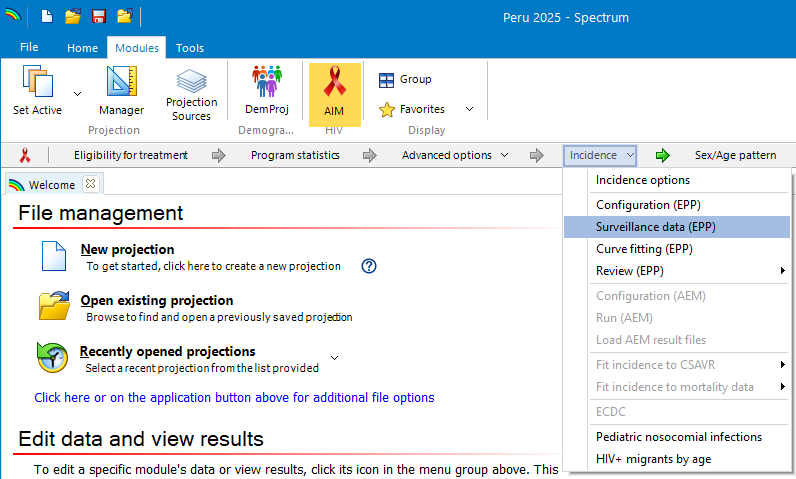 Peru 2025 - Spectrum
File Home Modules Tools
Set Active Manager Projection Sources DemProj AIM Group Favorites
Projection Demogra... HIV Display
Eligibility for treatment Program statistics Advanced options Incidence Sex/Age pattern
Welcome
File management
New projection
To get started, click here to create a new projection
Open existing projection
Browse to find and open a previously saved projection
Recently opened projections
Select a recent projection from the list provided
Click here or on the application button above for additional file options
Edit data and view results
To edit a specific module's data or view results, click its icon in the menu group above. This
Incidence options
Configuration (EPP)
Surveillance data (EPP)
Curve fitting (EPP)
Review (EPP)
Configuration (AEM)
Run (AEM)
Load AEM result files
Fit incidence to CSAVR
Fit incidence to mortality data
ECDC
Pediatric nosocomial infections
HIV+ migrants by age